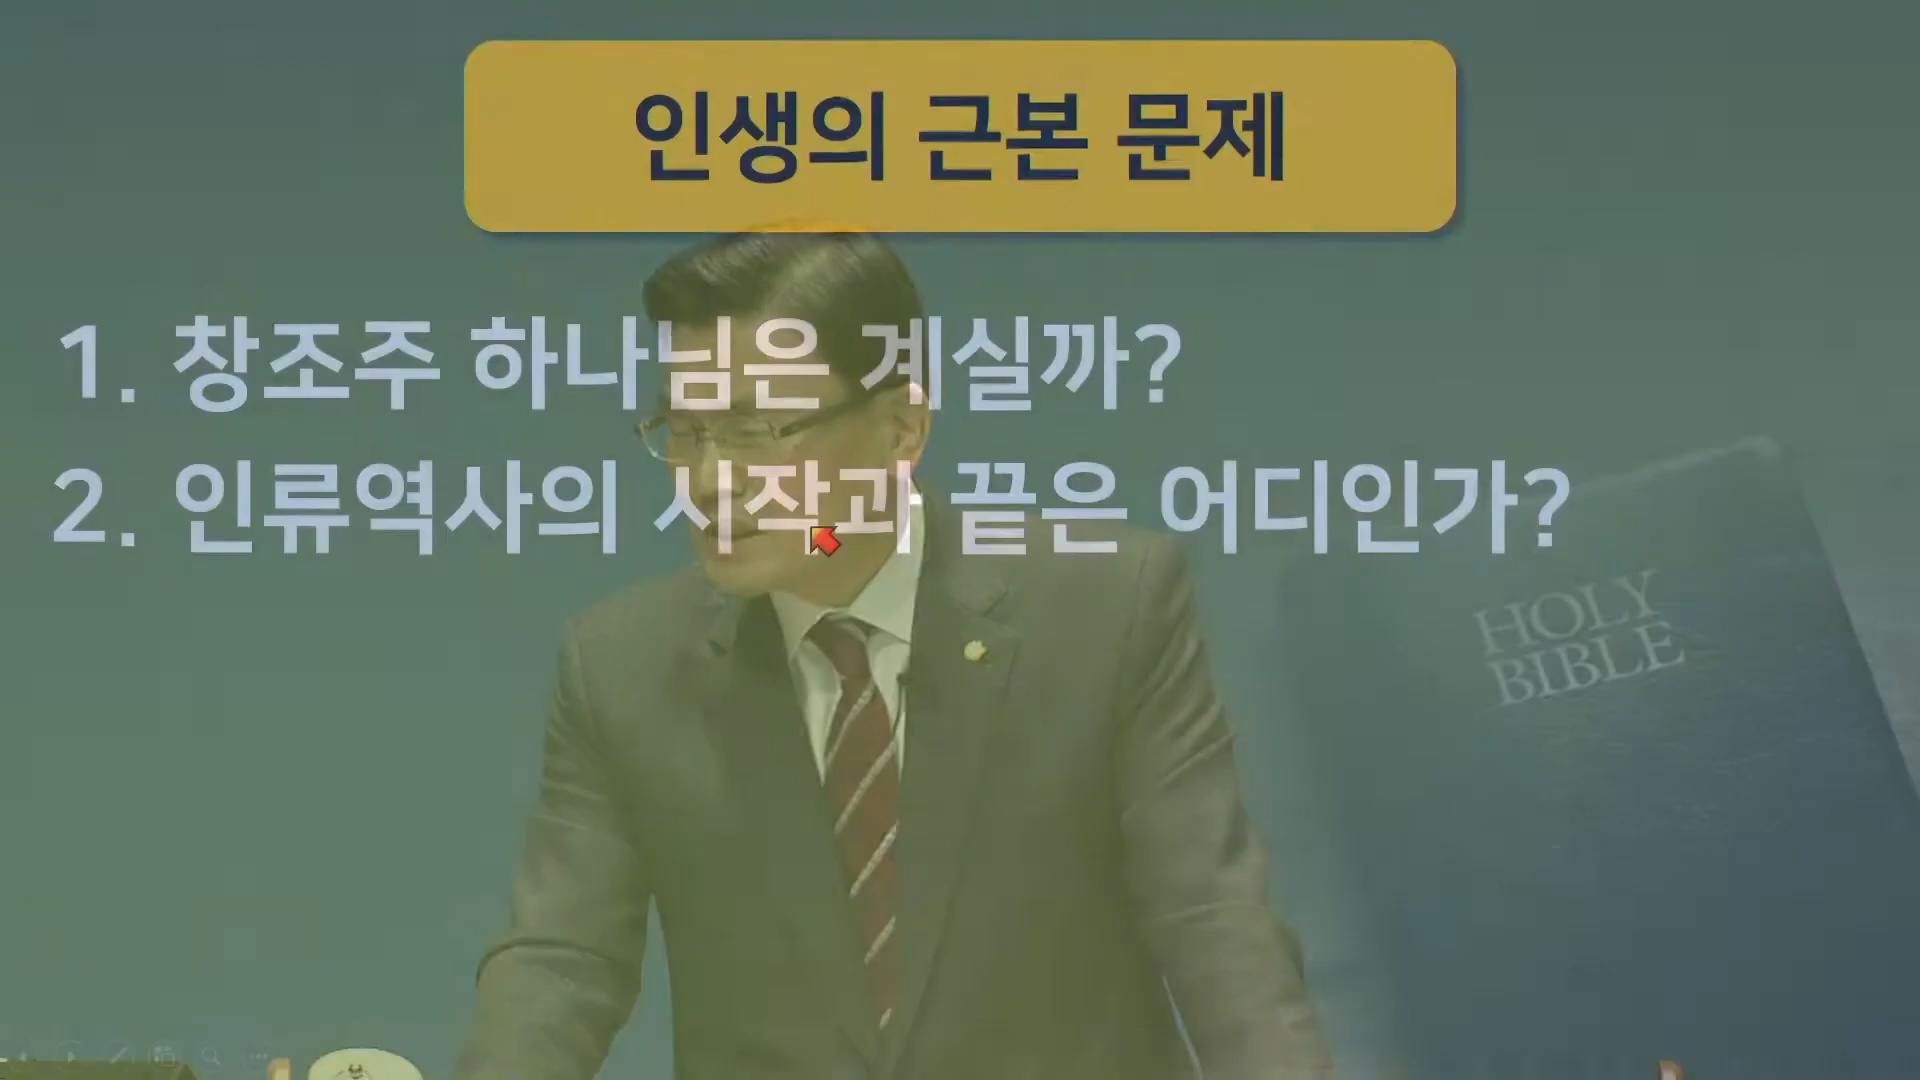 인생의 근본 문제
1. 창조주 하나님은 계실까?
2. 인류역사의 시작과 끝은 어디인가?
HOLY
BIBLE